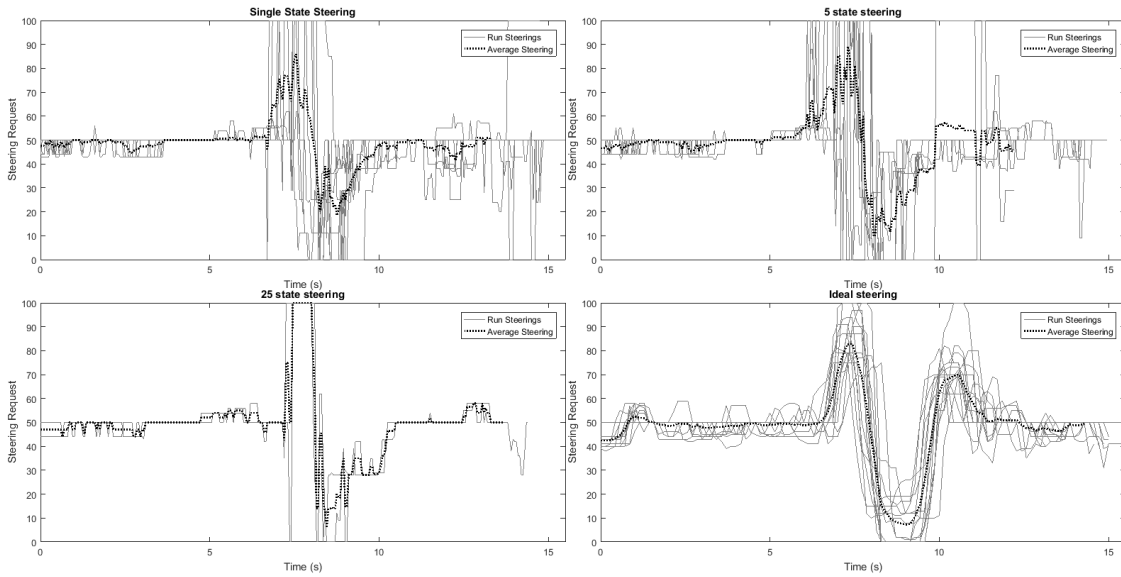 Single State Steering
100
90
80
70
60
50
40
30
20
10
0
Steering Request
0 5 10 15
Time (s)
Run Steerings
Average Steering
5 state steering
100
90
80
70
60
50
40
30
20
10
0
Steering Request
0 5 10 15
Time (s)
Run Steerings
Average Steering
25 state steering
100
90
80
70
60
50
40
30
20
10
0
Steering Request
0 5 10 15
Time (s)
Run Steerings
Average Steering
Ideal steering
100
90
80
70
60
50
40
30
20
10
0
Steering Request
0 5 10 15
Time (s)
Run Steerings
Average Steering